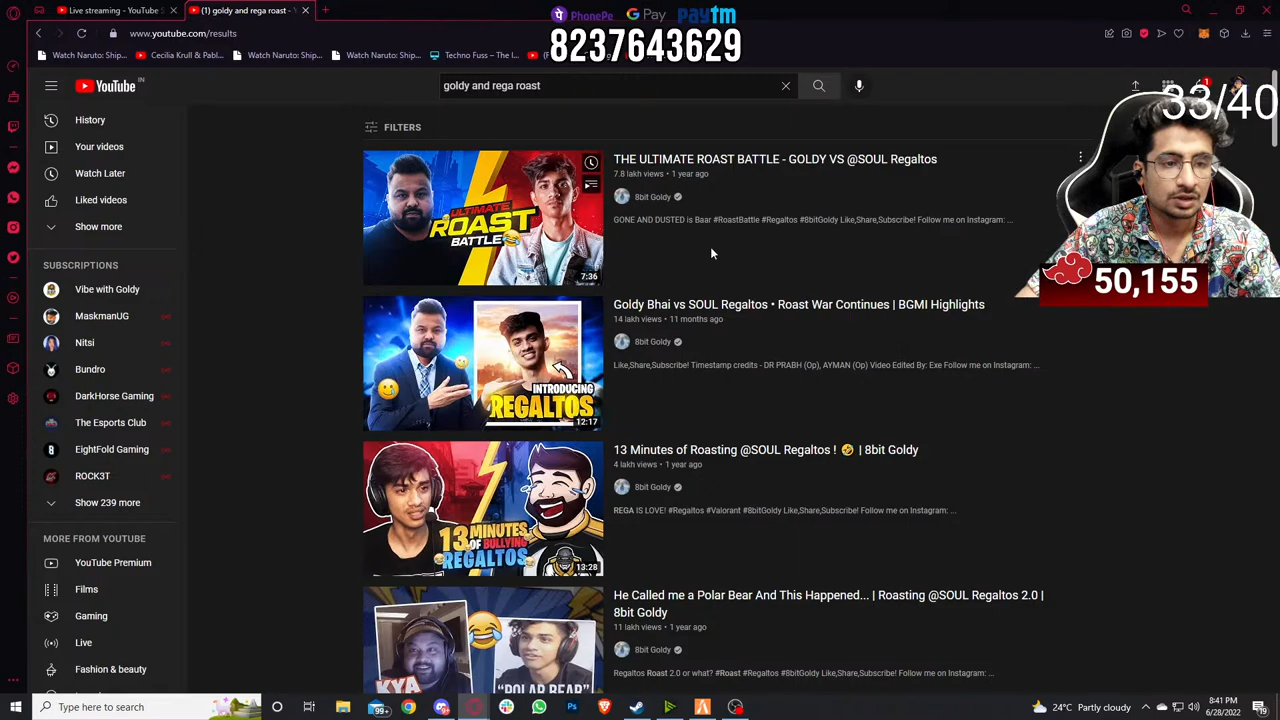 PhonePe G Pay paytm
8237643629
Live streaming - YouTube S
(1) goldy and rega roast -
www.youtube.com/results
Watch Naruto: Ship...
Cecilia Krull & Pabl...
Watch Naruto: Ship...
Watch Naruto: Ship...
Techno Fuss – The l...
YouTube IN
goldy and rega roast
1
33/40
50,155
History
Your videos
Watch Later
Liked videos
Show more
SUBSCRIPTIONS
Vibe with Goldy
MaskmanUG
Nitsi
Bundro
DarkHorse Gaming
The Esports Club
EightFold Gaming
ROCK3T
Show 239 more
MORE FROM YOUTUBE
YouTube Premium
Films
Gaming
Live
Fashion & beauty
FILTERS
ULTIMATE
ROAST
BATTLE
7:36
THE ULTIMATE ROAST BATTLE - GOLDY VS @SOUL Regaltos
7.8 lakh views • 1 year ago
8bit Goldy
GONE AND DUSTED is Baar #RoastBattle #Regaltos #8bitGoldy Like,Share,Subscribe! Follow me on Instagram: ...
INTRODUCING
REGALTOS
12:17
Goldy Bhai vs SOUL Regaltos • Roast War Continues | BGMI Highlights
14 lakh views • 11 months ago
8bit Goldy
Like,Share,Subscribe! Timestamp credits - DR PRABH (Op), AYMAN (Op) Video Edited By: Exe Follow me on Instagram: ...
13
MINUTES
OF BULLYING
REGALTOS
13:28
13 Minutes of Roasting @SOUL Regaltos ! 🤣 | 8bit Goldy
4 lakh views • 1 year ago
8bit Goldy
REGA IS LOVE! #Regaltos #Valorant #8bitGoldy Like,Share,Subscribe! Follow me on Instagram: ...
KYA
"POLAR BEAR"
He Called me a Polar Bear And This Happened... | Roasting @SOUL Regaltos 2.0 |
8bit Goldy
11 lakh views • 1 year ago
8bit Goldy
Regaltos Roast 2.0 or what? #Roast #Regaltos #8bitGoldy Like,Share,Subscribe! Follow me on Instagram: ...
Type here to search
99+
24°C Partly cloudy
8:41 PM
6/28/2022